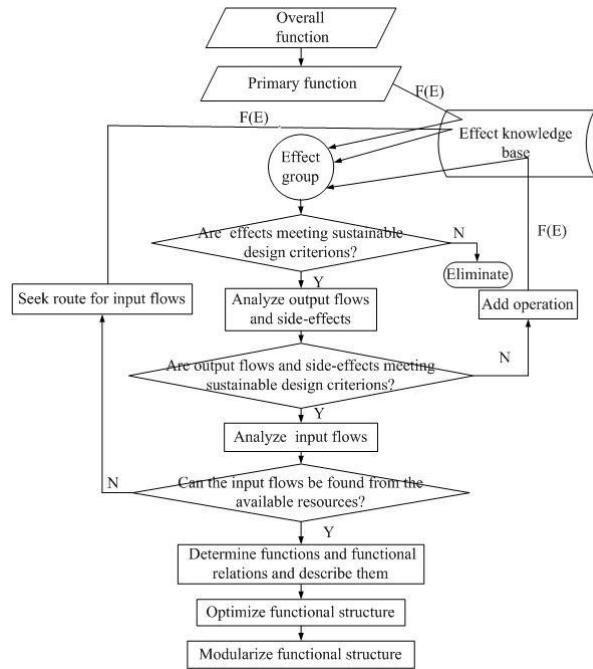 Overall
function
Primary function
F(E)
F(E)
Effect knowledge
base
Effect
group
Are effects meeting sustainable
design criterions?
N
F(E)
Eliminate
Y
Seek route for input flows
Analyze output flows
and side-effects
Add operation
Are output flows and side-effects meeting
sustainable design criterions?
N
Y
Analyze input flows
N
Can the input flows be found from the
available resources?
Y
Determine functions and functional
relations and describe them
Optimize functional structure
Modularize functional structure